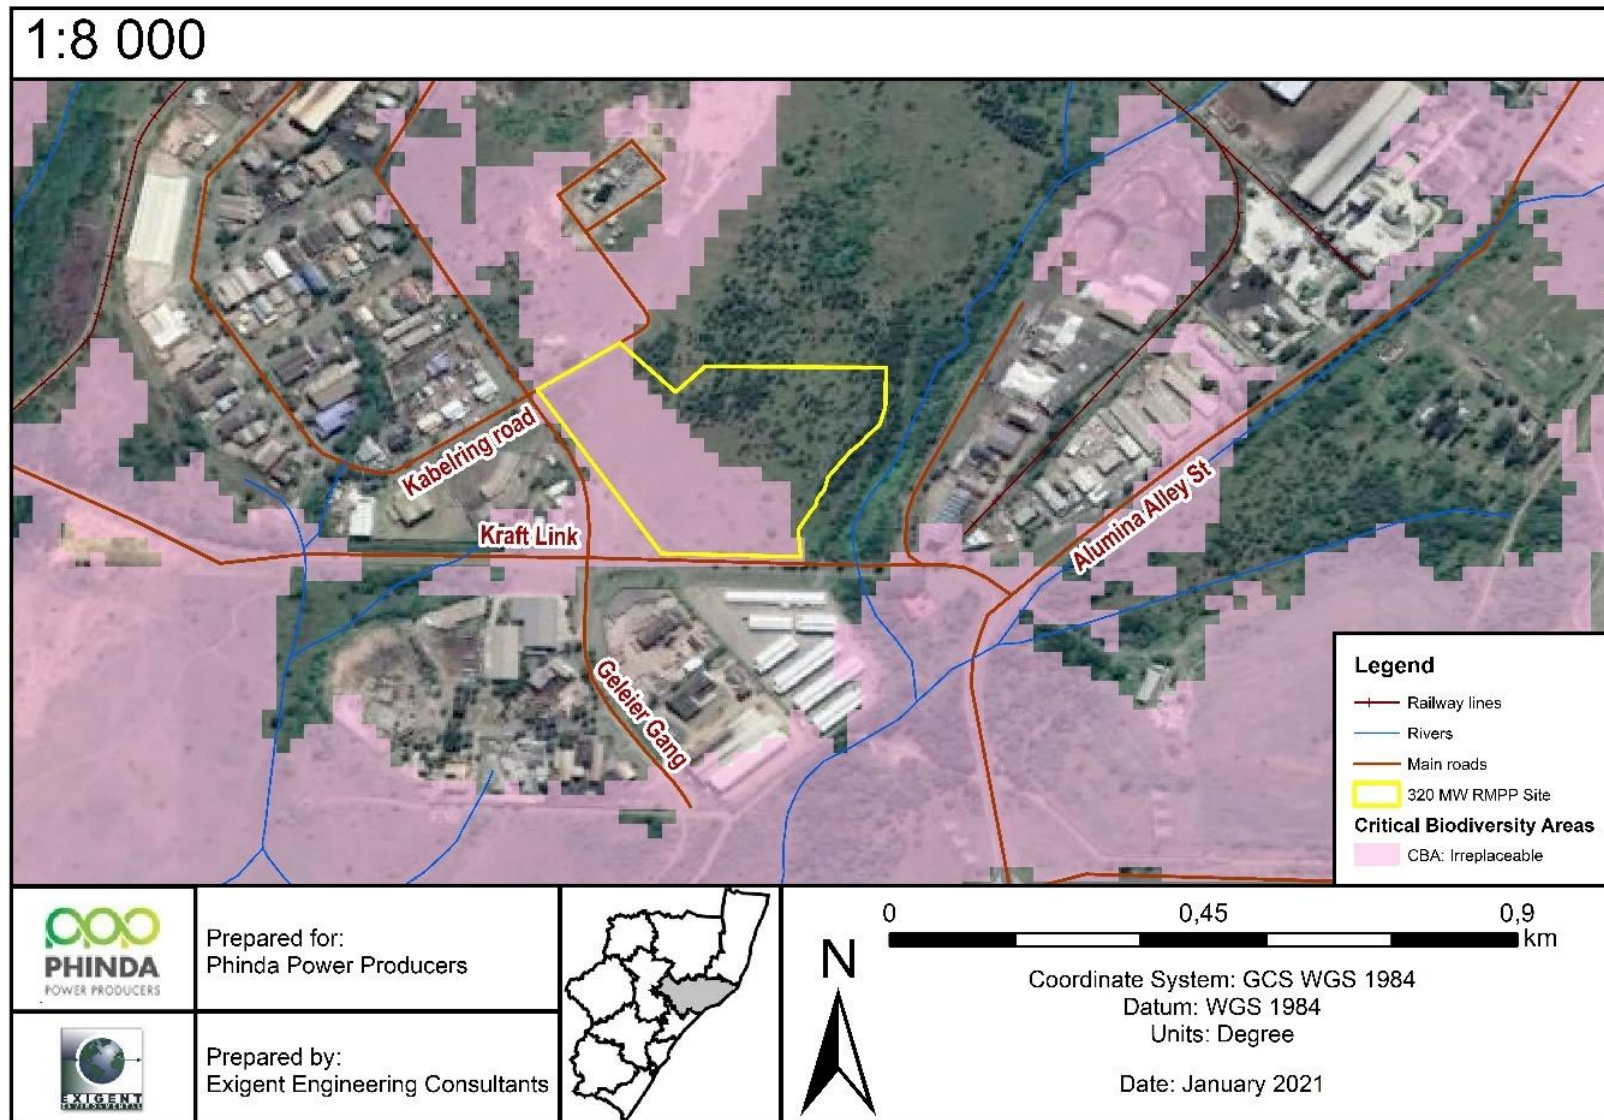 1:8 000
Kabelring road
Kraft Link
Alumina Alley St
Geleier Gang
Legend
Railway lines
Rivers
Main roads
320 MW RMPP Site
Critical Biodiversity Areas
CBA: Irreplaceable
PHINDA
POWER PRODUCERS
Prepared for:
Phinda Power Producers
EXIGENT
ENVIRONMENTAL
Prepared by:
Exigent Engineering Consultants
N
0 0,45 0,9
km
Coordinate System: GCS WGS 1984
Datum: WGS 1984
Units: Degree
Date: January 2021